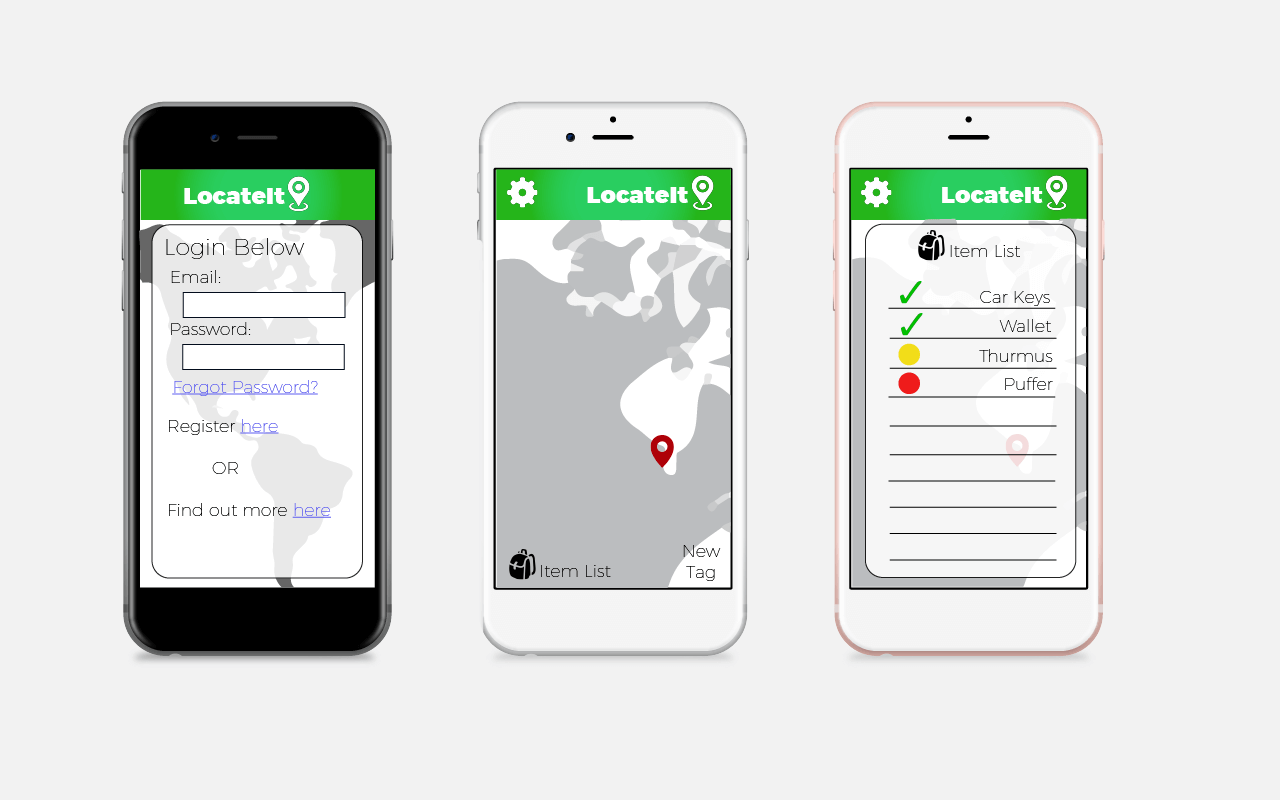 LocateIt
Login Below
Email:
Password:
Forgot Password?
Register here
OR
Find out more here
LocateIt
Item List
New
Tag
LocateIt
Item List
Car Keys
Wallet
Thurmus
Puffer